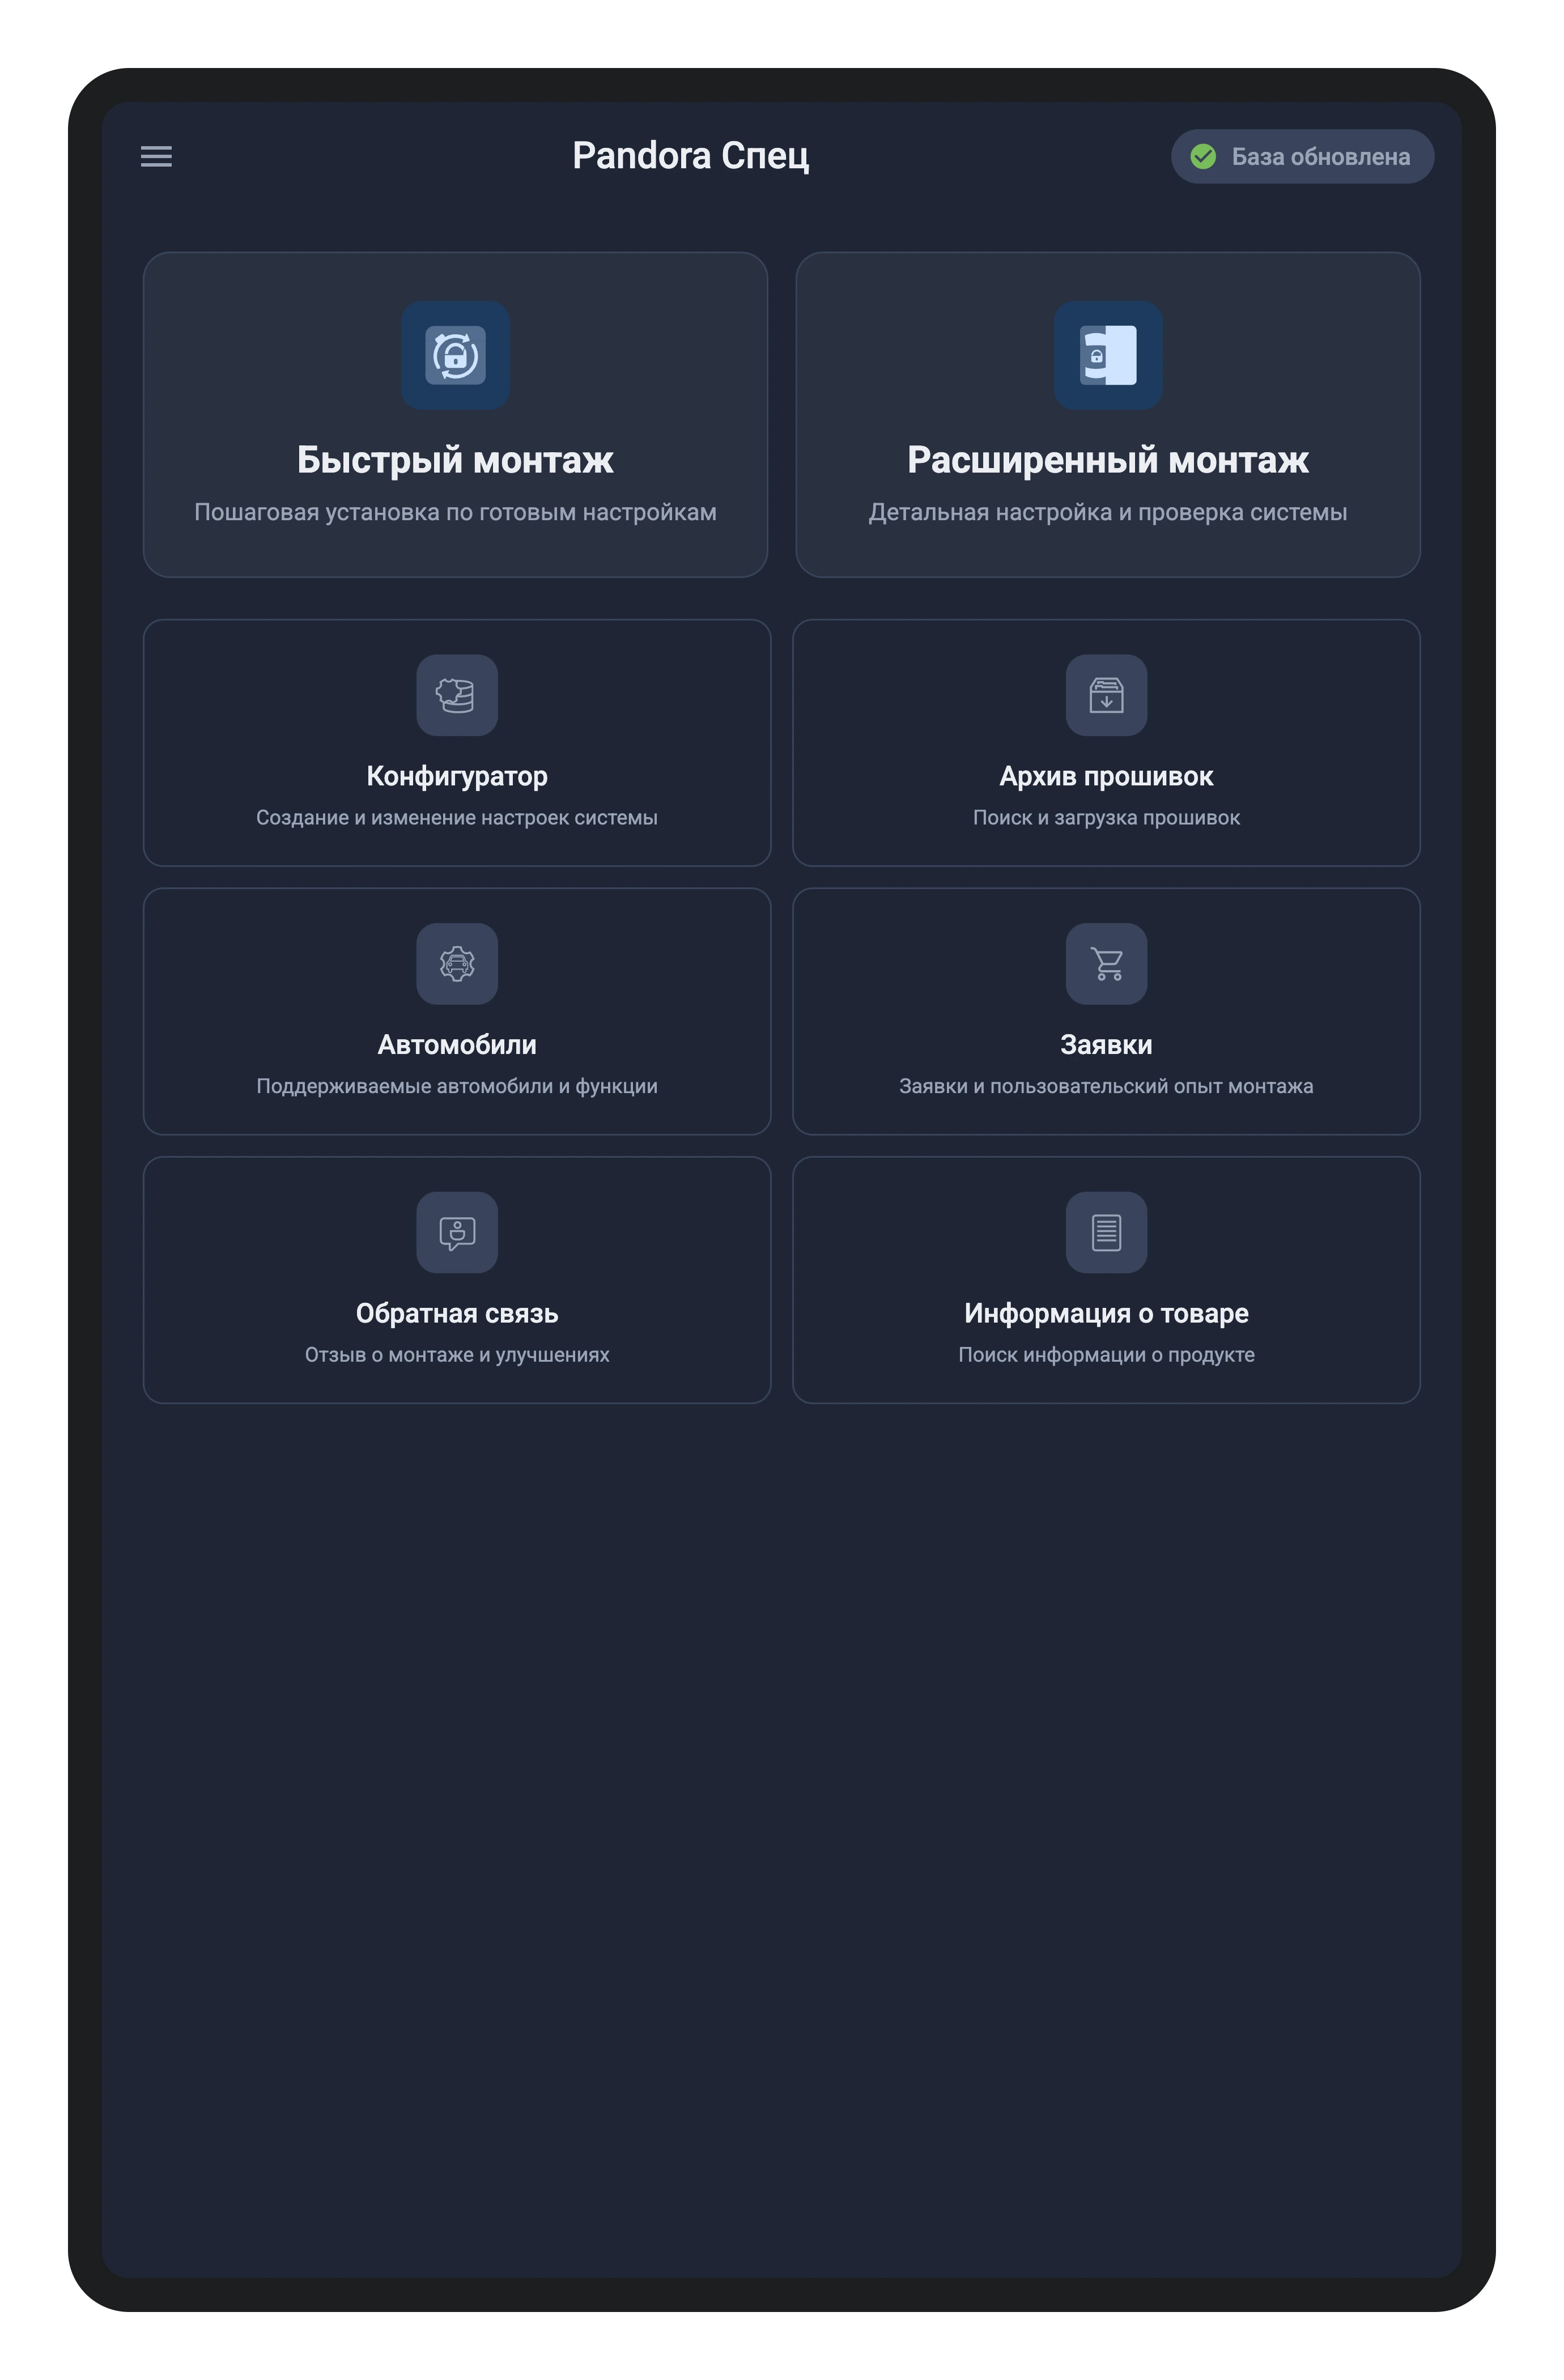 Pandora Спец
База обновлена
Быстрый монтаж
Пошаговая установка по готовым настройкам
Расширенный монтаж
Детальная настройка и проверка системы
Конфигуратор
Создание и изменение настроек системы
Архив прошивок
Поиск и загрузка прошивок
Автомобили
Поддерживаемые автомобили и функции
Заявки
Заявки и пользовательский опыт монтажа
Обратная связь
Отзыв о монтаже и улучшениях
Информация о товаре
Поиск информации о продукте